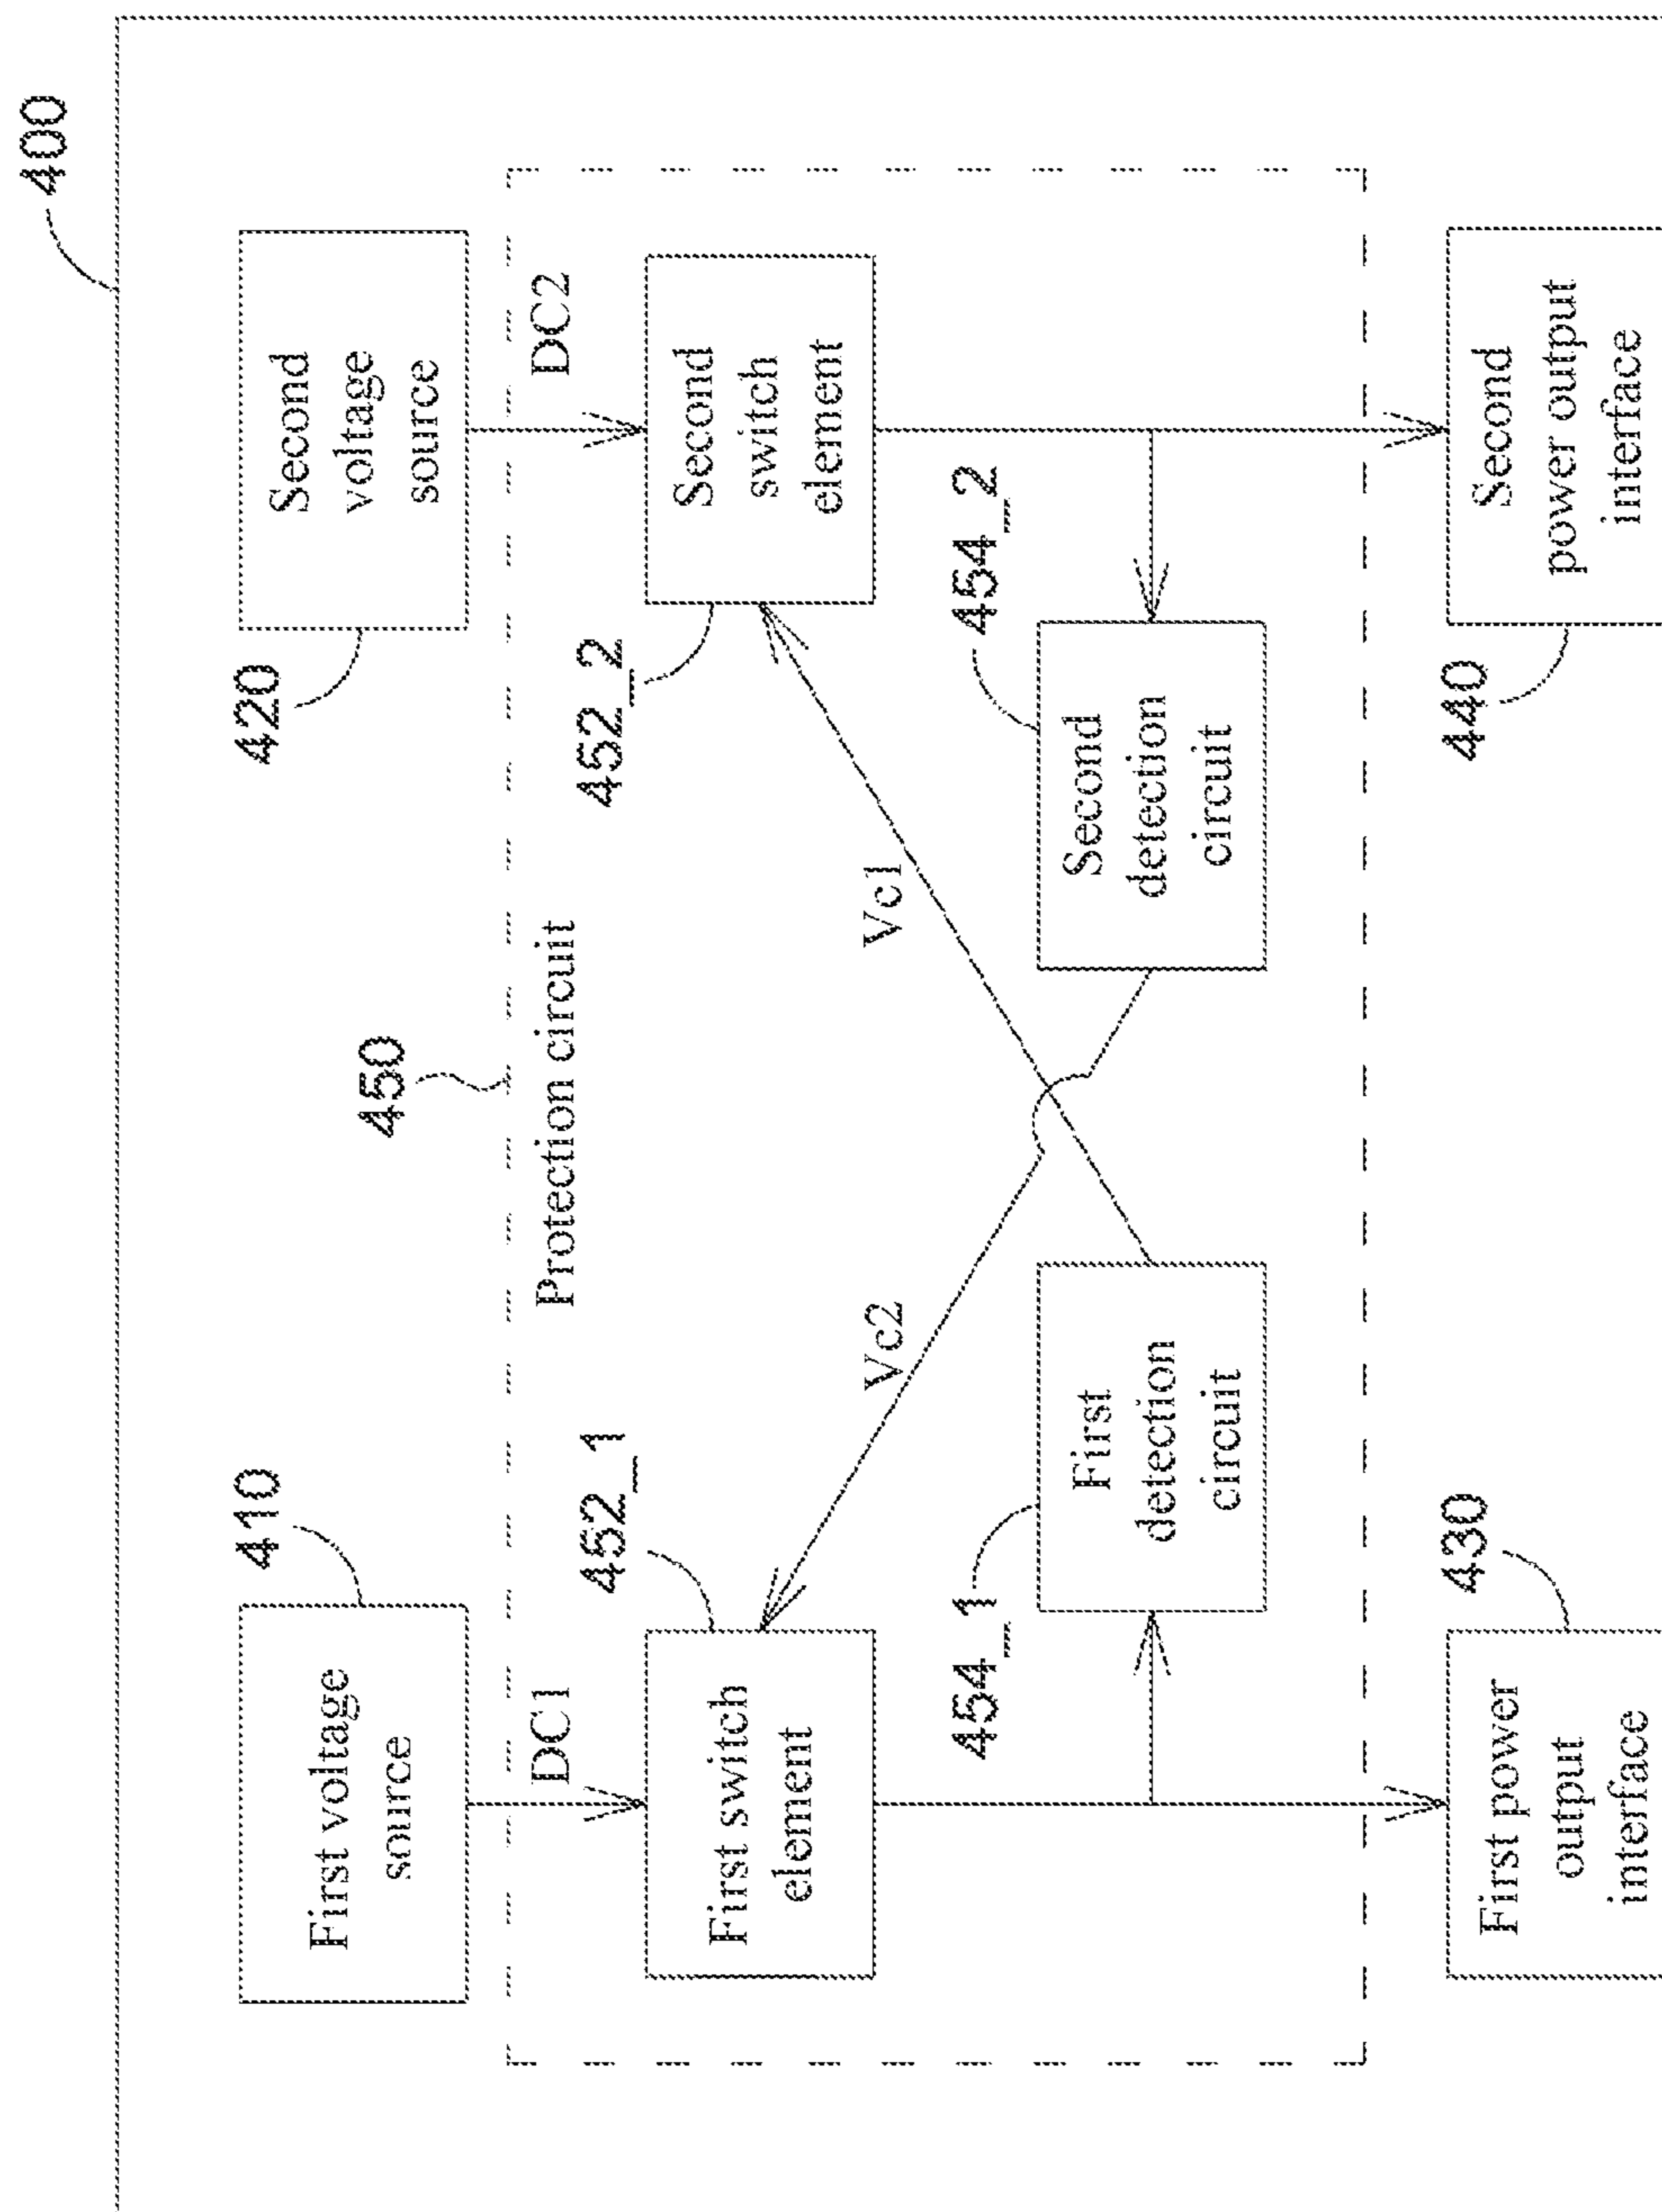 400
410
First voltage
source
420
Second
voltage
source
450
Protection circuit
DC1
DC2
452_1
First switch
element
452_2
Second
switch
element
Vc2
Vc1
454_1
First
detection
circuit
454_2
Second
detection
circuit
430
First power
output
interface
440
Second
power output
interface